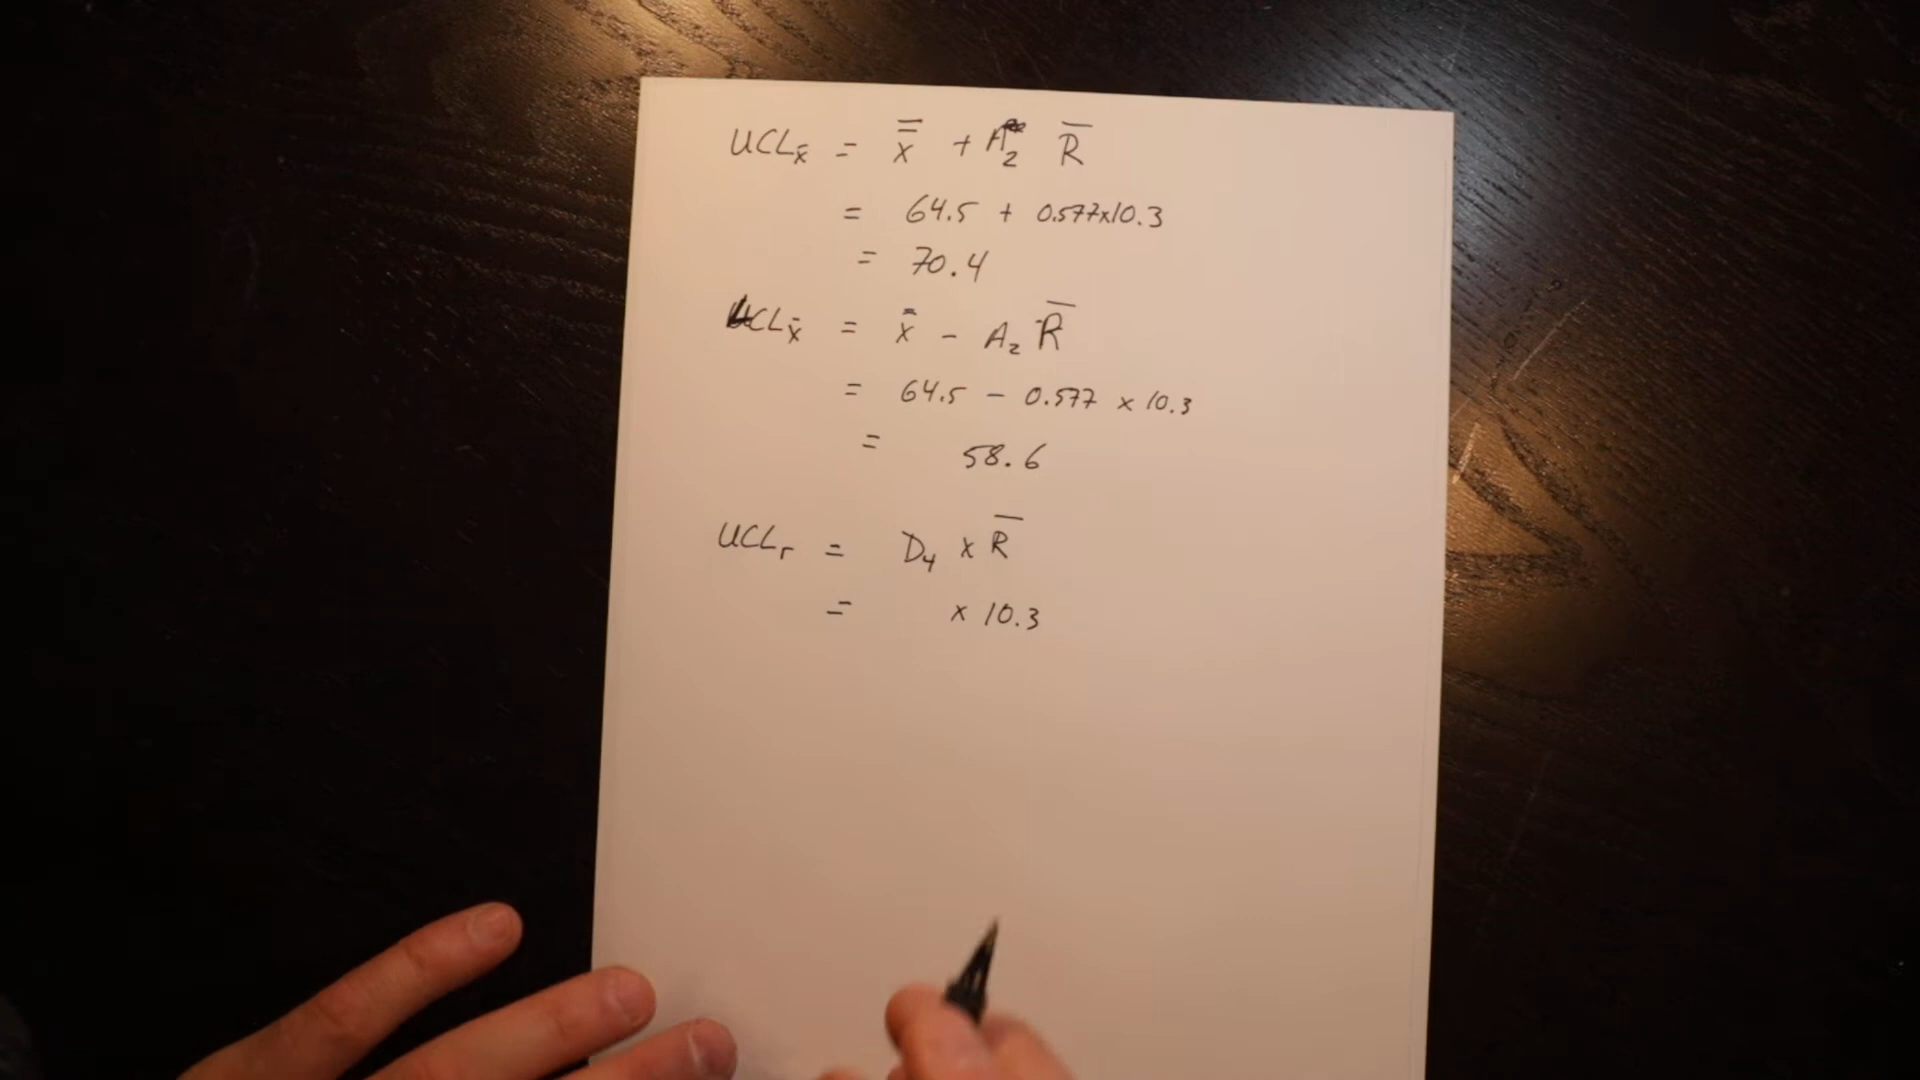 UCLx̄ = x̿ + A₂ R̄
= 64.5 + 0.577x10.3
= 70.4
LCLx̄ = x̿ - A₂ R̄
= 64.5 - 0.577 x 10.3
= 58.6
UCLr = D₄ x R̄
= x 10.3